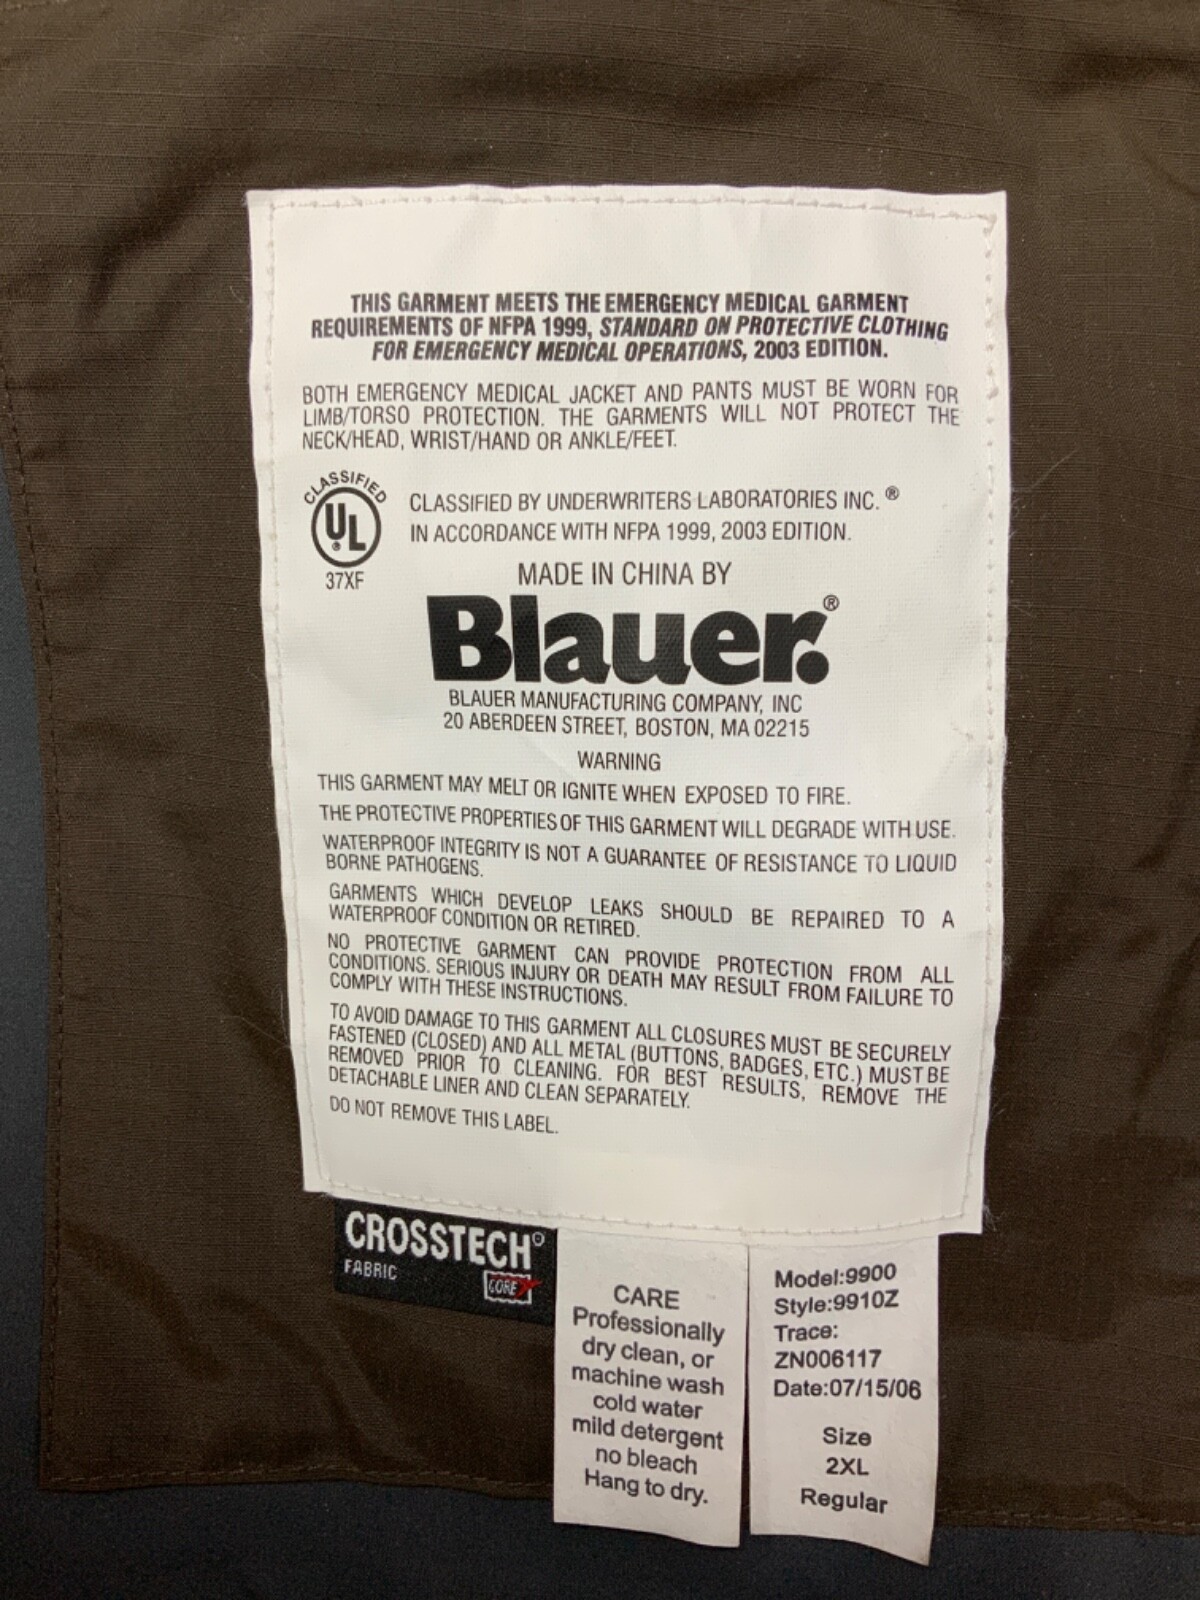 THIS GARMENT MEETS THE EMERGENCY MEDICAL GARMENT
REQUIREMENTS OF NFPA 1999, STANDARD ON PROTECTIVE CLOTHING
FOR EMERGENCY MEDICAL OPERATIONS, 2003 EDITION.
BOTH EMERGENCY MEDICAL JACKET AND PANTS MUST BE WORN FOR
LIMB/TORSO PROTECTION. THE GARMENTS WILL NOT PROTECT THE
NECK/HEAD, WRIST/HAND OR ANKLE/FEET.
CLASSIFIED
UL®
37XF
CLASSIFIED BY UNDERWRITERS LABORATORIES INC.®
IN ACCORDANCE WITH NFPA 1999, 2003 EDITION.
MADE IN CHINA BY
Blauer.®
BLAUER MANUFACTURING COMPANY, INC
20 ABERDEEN STREET, BOSTON, MA 02215
WARNING
THIS GARMENT MAY MELT OR IGNITE WHEN EXPOSED TO FIRE.
THE PROTECTIVE PROPERTIES OF THIS GARMENT WILL DEGRADE WITH USE.
WATERPROOF INTEGRITY IS NOT A GUARANTEE OF RESISTANCE TO LIQUID
BORNE PATHOGENS.
GARMENTS WHICH DEVELOP LEAKS SHOULD BE REPAIRED TO A
WATERPROOF CONDITION OR RETIRED.
NO PROTECTIVE GARMENT CAN PROVIDE PROTECTION FROM ALL
CONDITIONS. SERIOUS INJURY OR DEATH MAY RESULT FROM FAILURE TO
COMPLY WITH THESE INSTRUCTIONS.
TO AVOID DAMAGE TO THIS GARMENT ALL CLOSURES MUST BE SECURELY
FASTENED (CLOSED) AND ALL METAL (BUTTONS, BADGES, ETC.) MUST BE
REMOVED PRIOR TO CLEANING. FOR BEST RESULTS, REMOVE THE
DETACHABLE LINER AND CLEAN SEPARATELY.
DO NOT REMOVE THIS LABEL.
CROSSTECH®
FABRIC
GORE
CARE
Professionally
dry clean, or
machine wash
cold water
mild detergent
no bleach
Hang to dry.
Model:9900
Style:9910Z
Trace:
ZN006117
Date:07/15/06
Size
2XL
Regular